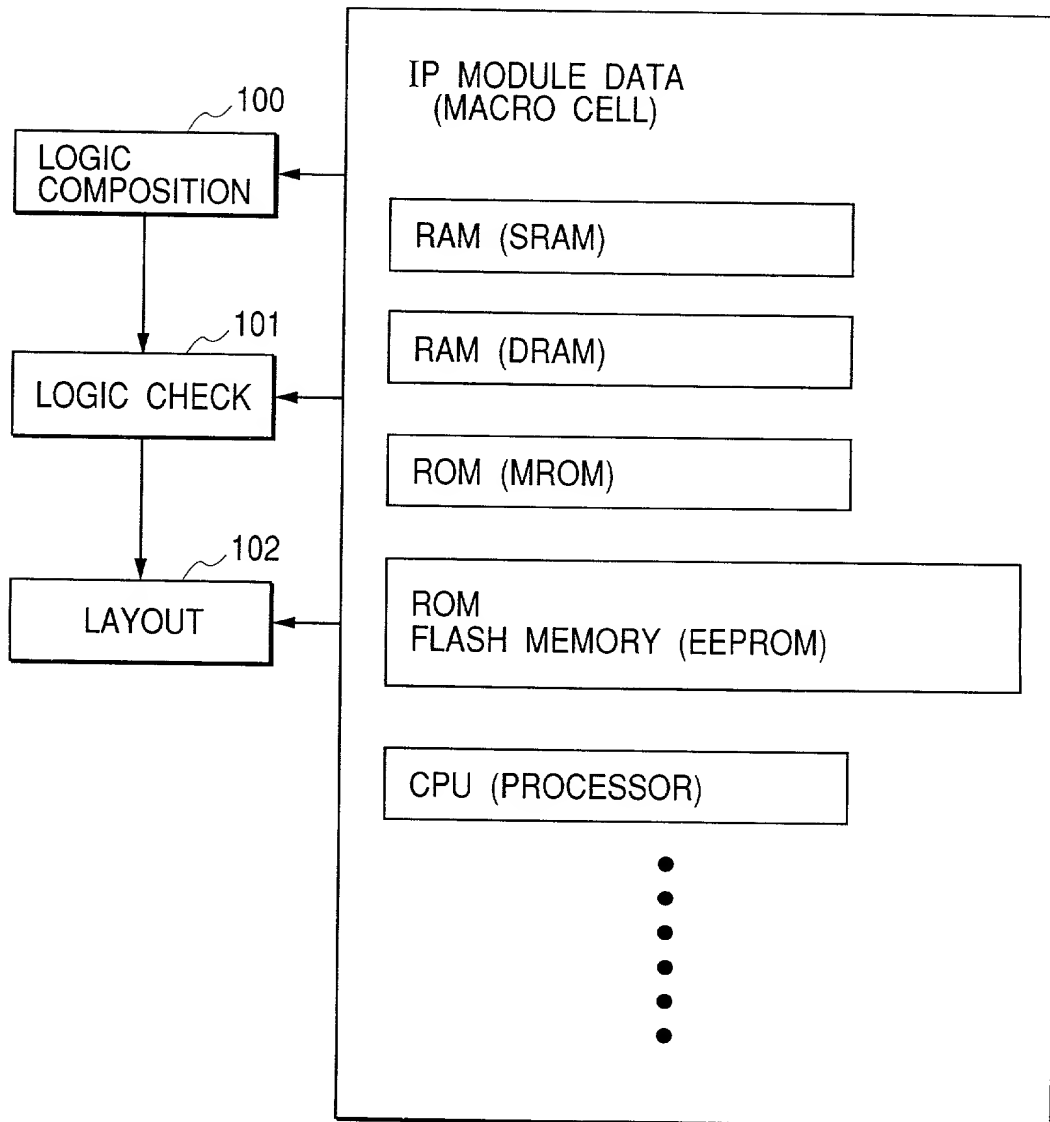 IP MODULE DATA
(MACRO CELL)
100
LOGIC
COMPOSITION
RAM (SRAM)
101
LOGIC CHECK
RAM (DRAM)
ROM (MROM)
102
LAYOUT
ROM
FLASH MEMORY (EEPROM)
CPU (PROCESSOR)